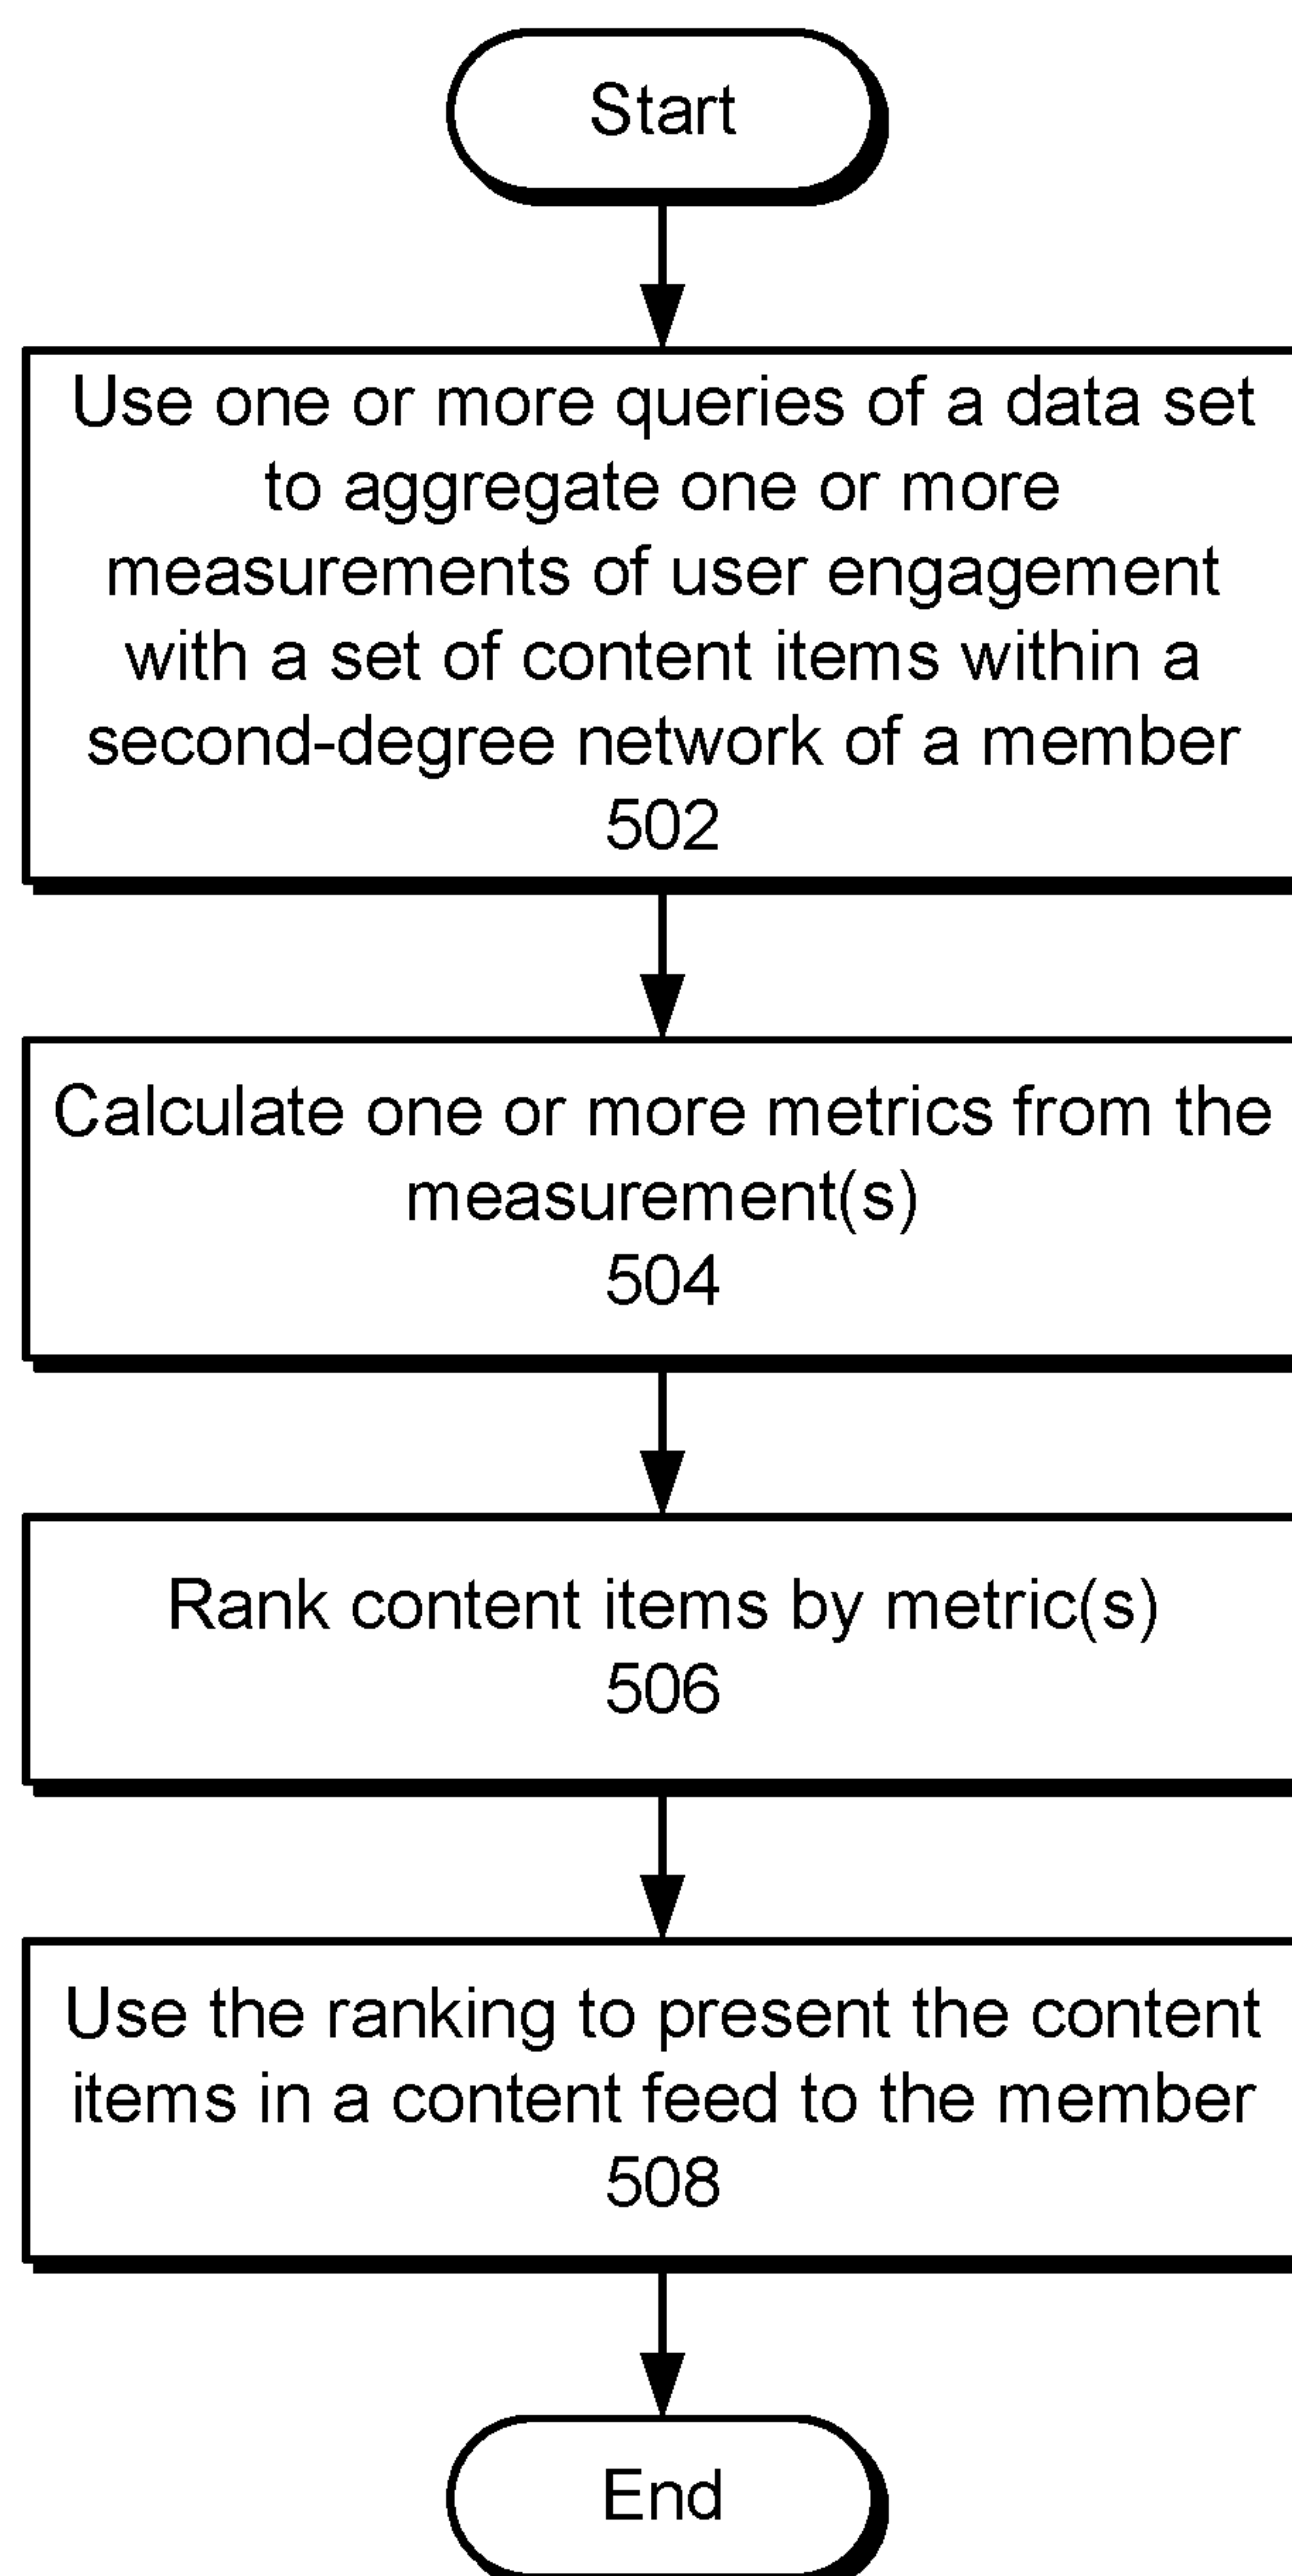 Start
Use one or more queries of a data set
to aggregate one or more
measurements of user engagement
with a set of content items within a
second-degree network of a member
502
Calculate one or more metrics from the
measurement(s)
504
Rank content items by metric(s)
506
Use the ranking to present the content
items in a content feed to the member
508
End